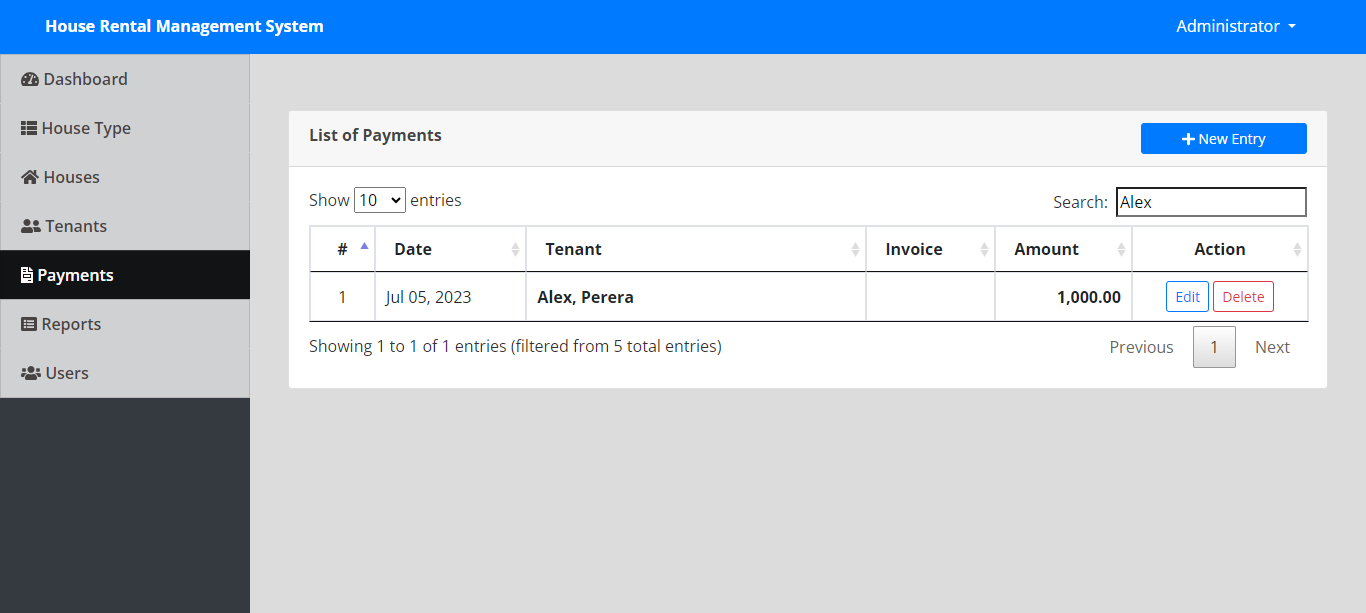 House Rental Management System Administrator
Dashboard
House Type
Houses
Tenants
Payments
Reports
Users
List of Payments New Entry
Show 10 entries Search: Alex
# Date Tenant Invoice Amount Action
1 Jul 05, 2023 Alex, Perera 1,000.00 Edit Delete
Showing 1 to 1 of 1 entries (filtered from 5 total entries) Previous 1 Next